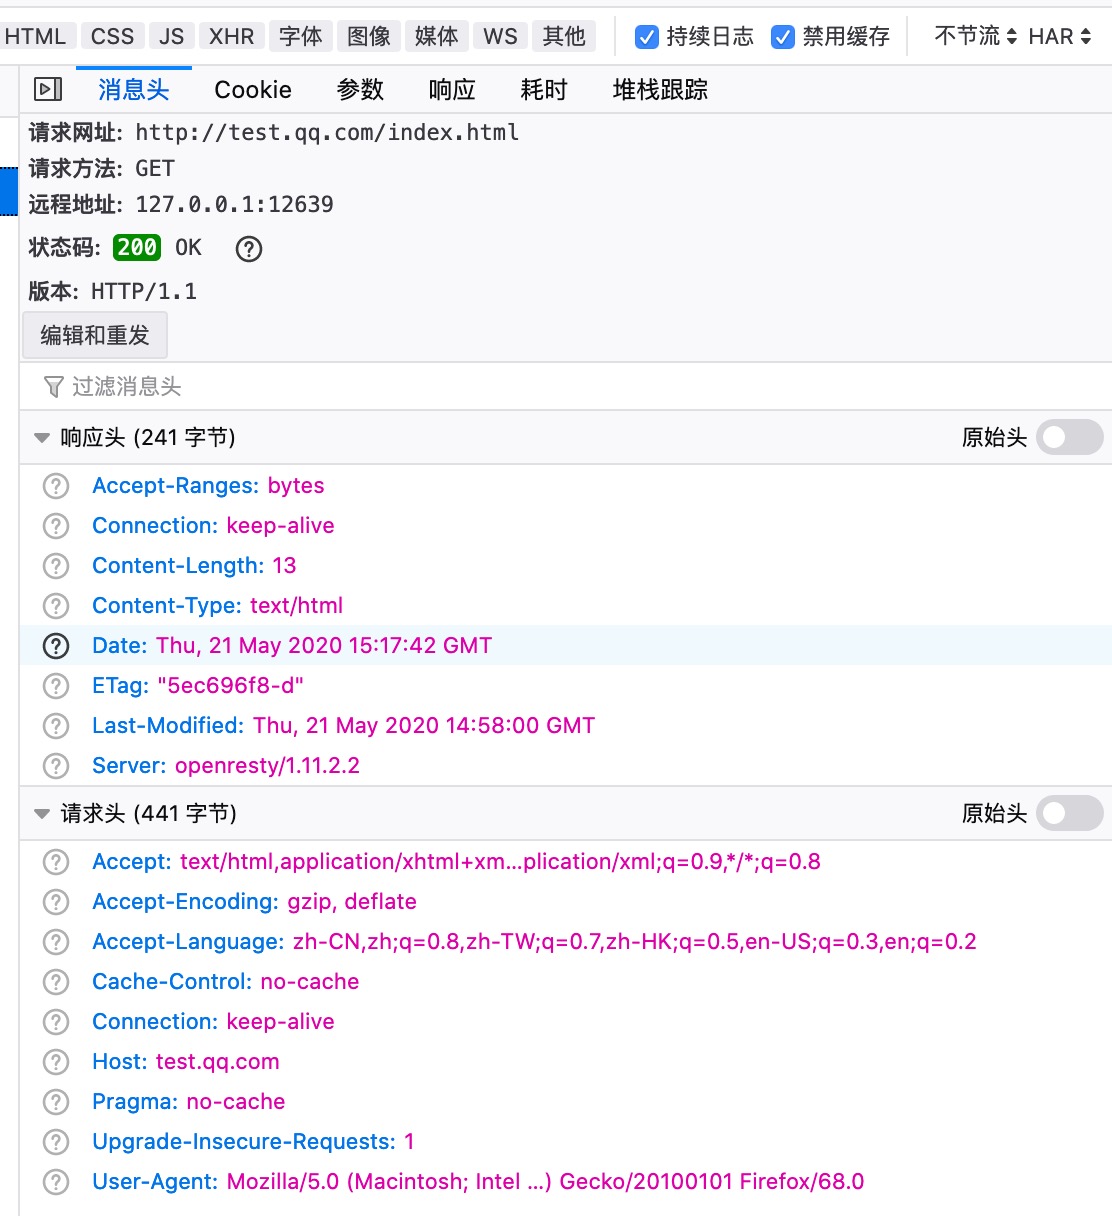 HTML CSS JS XHR 字体 图像 媒体 WS 其他 持续日志 禁用缓存 不节流 HAR
消息头 Cookie 参数 响应 耗时 堆栈跟踪
请求网址: http://test.qq.com/index.html
请求方法: GET
远程地址: 127.0.0.1:12639
状态码: 200 OK
版本: HTTP/1.1
编辑和重发
过滤消息头
响应头 (241 字节) 原始头
Accept-Ranges: bytes
Connection: keep-alive
Content-Length: 13
Content-Type: text/html
Date: Thu, 21 May 2020 15:17:42 GMT
ETag: "5ec696f8-d"
Last-Modified: Thu, 21 May 2020 14:58:00 GMT
Server: openresty/1.11.2.2
请求头 (441 字节) 原始头
Accept: text/html,application/xhtml+xm...plication/xml;q=0.9,*/*;q=0.8
Accept-Encoding: gzip, deflate
Accept-Language: zh-CN,zh;q=0.8,zh-TW;q=0.7,zh-HK;q=0.5,en-US;q=0.3,en;q=0.2
Cache-Control: no-cache
Connection: keep-alive
Host: test.qq.com
Pragma: no-cache
Upgrade-Insecure-Requests: 1
User-Agent: Mozilla/5.0 (Macintosh; Intel ...) Gecko/20100101 Firefox/68.0